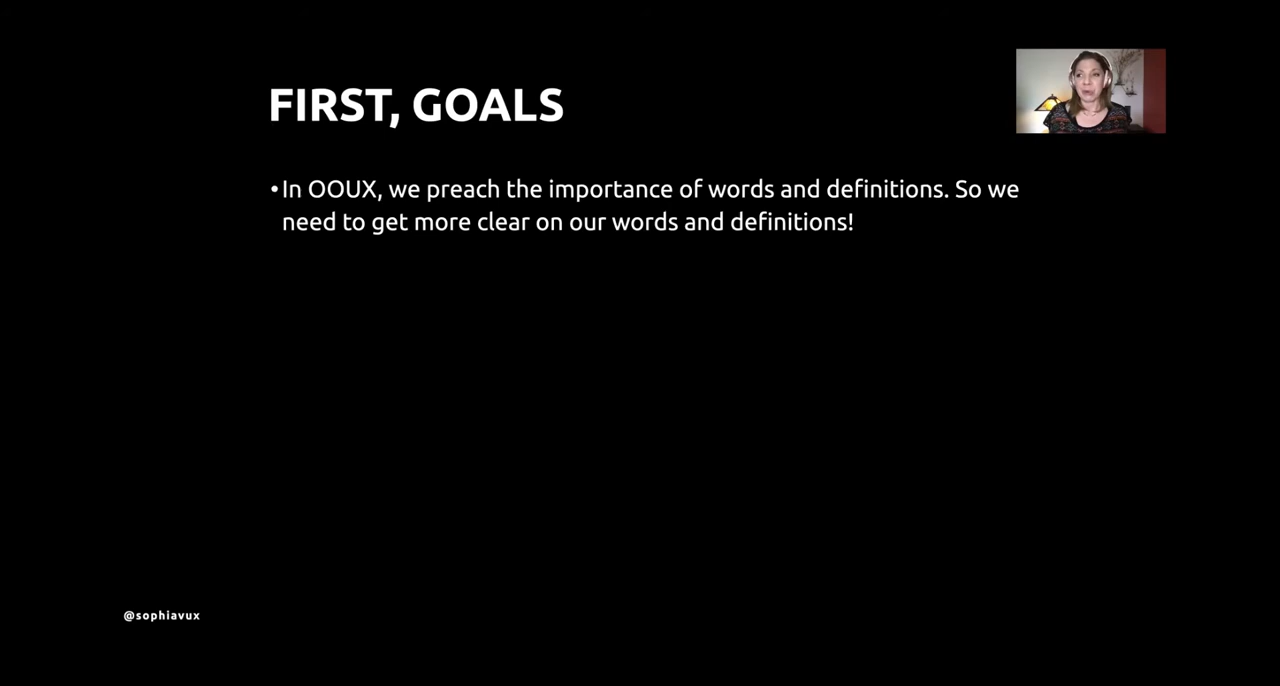 FIRST, GOALS
•In OOUX, we preach the importance of words and definitions. So we
need to get more clear on our words and definitions!
@sophiavux